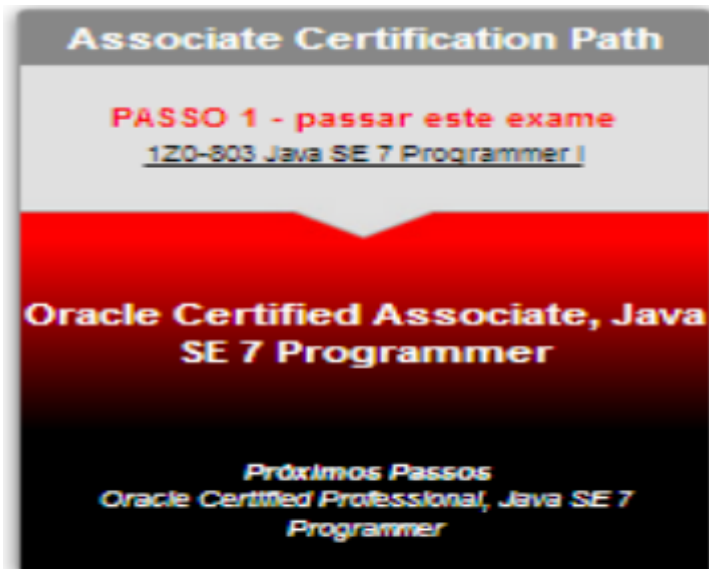 Associate Certification Path
PASSO 1 - passar este exame
1Z0-803 Java SE 7 Programmer I
Oracle Certified Associate, Java
SE 7 Programmer
Próximos Passos
Oracle Certified Professional, Java SE 7
Programmer